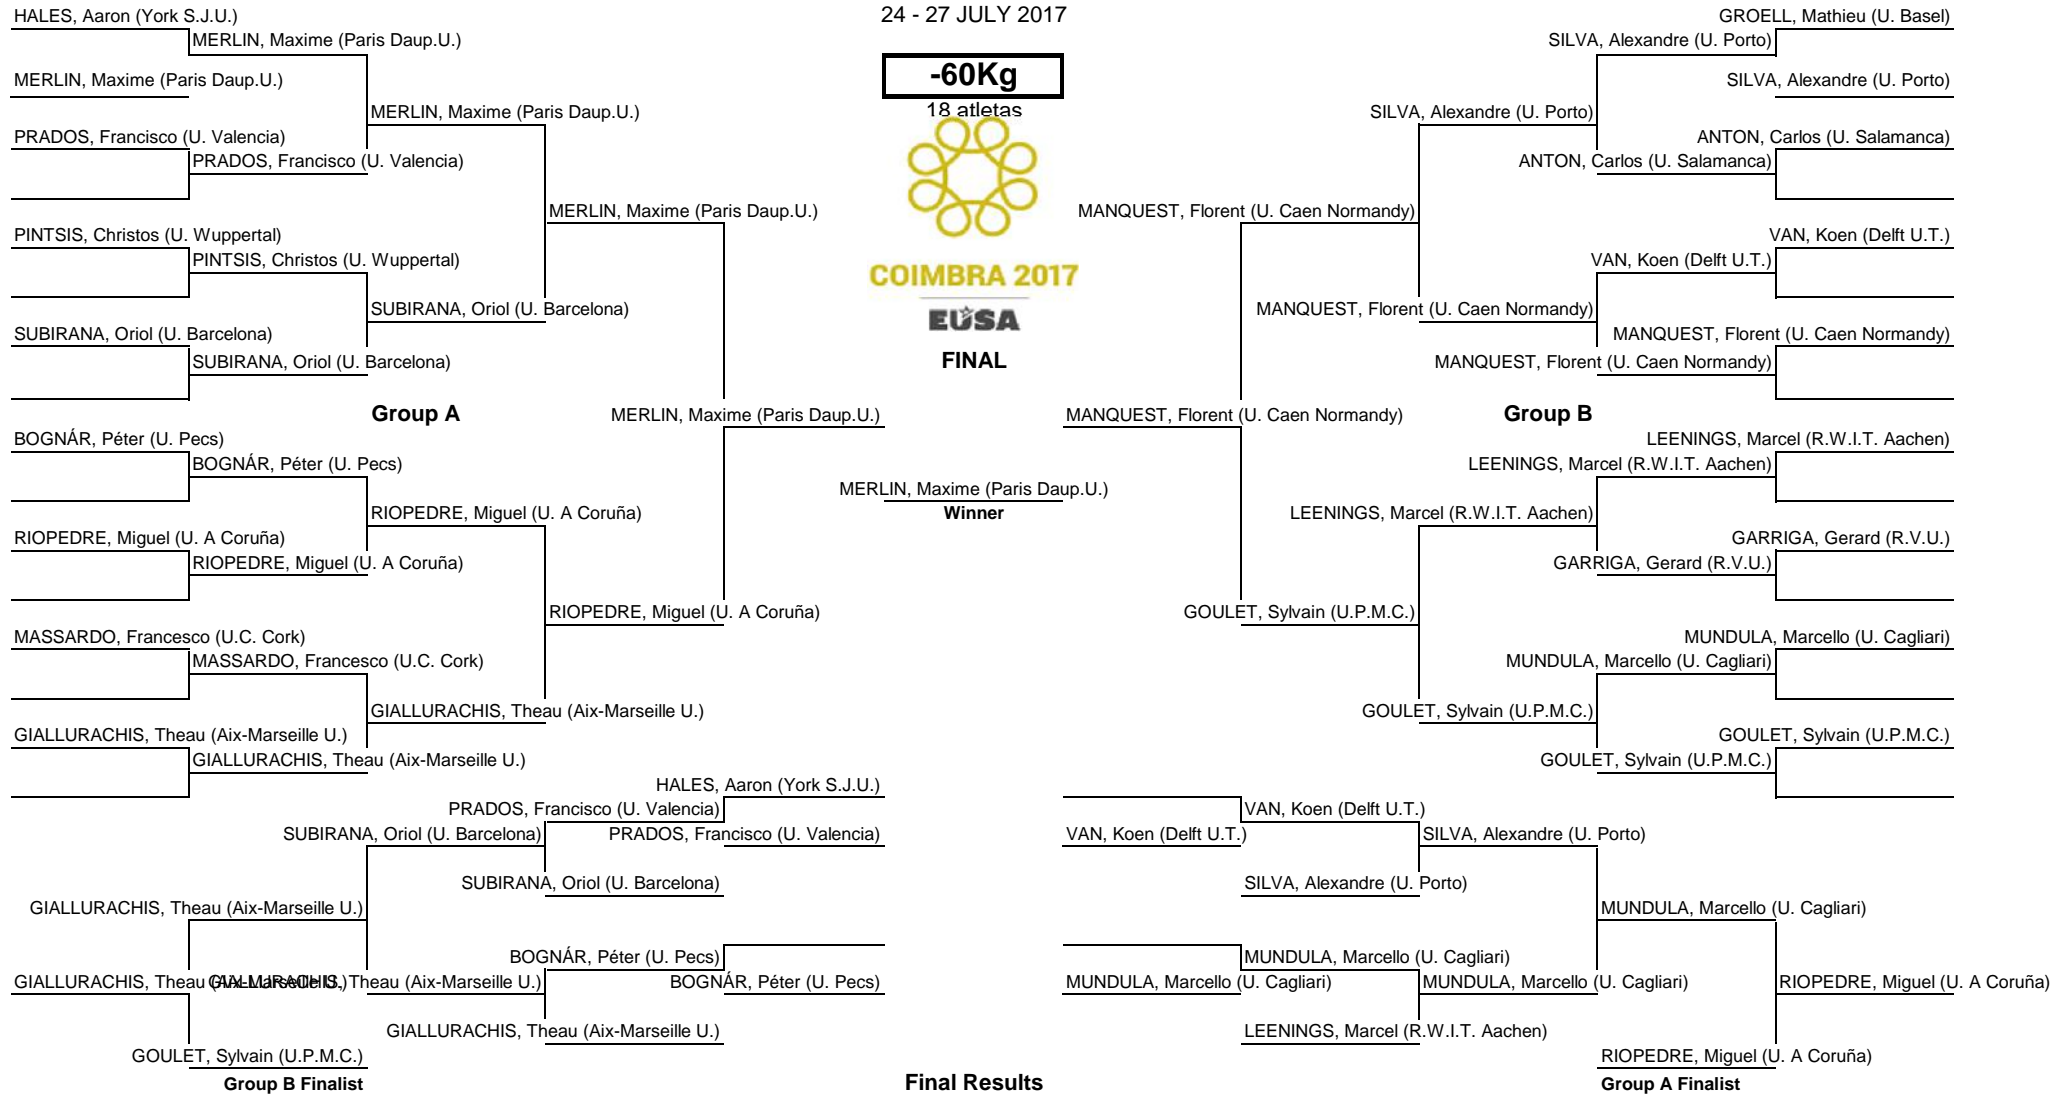 24 - 27 JULY 2017
-60Kg
18 atletas
COIMBRA 2017
EUSA
FINAL
HALES, Aaron (York S.J.U.)
MERLIN, Maxime (Paris Daup.U.)
MERLIN, Maxime (Paris Daup.U.)
MERLIN, Maxime (Paris Daup.U.)
PRADOS, Francisco (U. Valencia)
PRADOS, Francisco (U. Valencia)
MERLIN, Maxime (Paris Daup.U.)
PINTSIS, Christos (U. Wuppertal)
PINTSIS, Christos (U. Wuppertal)
SUBIRANA, Oriol (U. Barcelona)
SUBIRANA, Oriol (U. Barcelona)
SUBIRANA, Oriol (U. Barcelona)
Group A
MERLIN, Maxime (Paris Daup.U.)
BOGNÁR, Péter (U. Pecs)
BOGNÁR, Péter (U. Pecs)
RIOPEDRE, Miguel (U. A Coruña)
RIOPEDRE, Miguel (U. A Coruña)
RIOPEDRE, Miguel (U. A Coruña)
RIOPEDRE, Miguel (U. A Coruña)
MASSARDO, Francesco (U.C. Cork)
MASSARDO, Francesco (U.C. Cork)
GIALLURACHIS, Theau (Aix-Marseille U.)
GIALLURACHIS, Theau (Aix-Marseille U.)
GIALLURACHIS, Theau (Aix-Marseille U.)
MERLIN, Maxime (Paris Daup.U.)
Winner
GROELL, Mathieu (U. Basel)
SILVA, Alexandre (U. Porto)
SILVA, Alexandre (U. Porto)
SILVA, Alexandre (U. Porto)
ANTON, Carlos (U. Salamanca)
ANTON, Carlos (U. Salamanca)
MANQUEST, Florent (U. Caen Normandy)
VAN, Koen (Delft U.T.)
VAN, Koen (Delft U.T.)
MANQUEST, Florent (U. Caen Normandy)
MANQUEST, Florent (U. Caen Normandy)
MANQUEST, Florent (U. Caen Normandy)
MANQUEST, Florent (U. Caen Normandy)
Group B
LEENINGS, Marcel (R.W.I.T. Aachen)
LEENINGS, Marcel (R.W.I.T. Aachen)
LEENINGS, Marcel (R.W.I.T. Aachen)
GARRIGA, Gerard (R.V.U.)
GARRIGA, Gerard (R.V.U.)
GOULET, Sylvain (U.P.M.C.)
MUNDULA, Marcello (U. Cagliari)
MUNDULA, Marcello (U. Cagliari)
GOULET, Sylvain (U.P.M.C.)
GOULET, Sylvain (U.P.M.C.)
GOULET, Sylvain (U.P.M.C.)
HALES, Aaron (York S.J.U.)
PRADOS, Francisco (U. Valencia)
SUBIRANA, Oriol (U. Barcelona)
PRADOS, Francisco (U. Valencia)
SUBIRANA, Oriol (U. Barcelona)
GIALLURACHIS, Theau (Aix-Marseille U.)
BOGNÁR, Péter (U. Pecs)
GIALLURACHIS, Theau (Aix-Marseille U.)
GIALLURACHIS, Theau (Aix-Marseille U.)
BOGNÁR, Péter (U. Pecs)
GIALLURACHIS, Theau (Aix-Marseille U.)
GOULET, Sylvain (U.P.M.C.)
Group B Finalist
Final Results
VAN, Koen (Delft U.T.)
VAN, Koen (Delft U.T.)
SILVA, Alexandre (U. Porto)
SILVA, Alexandre (U. Porto)
MUNDULA, Marcello (U. Cagliari)
MUNDULA, Marcello (U. Cagliari)
MUNDULA, Marcello (U. Cagliari)
MUNDULA, Marcello (U. Cagliari)
RIOPEDRE, Miguel (U. A Coruña)
LEENINGS, Marcel (R.W.I.T. Aachen)
RIOPEDRE, Miguel (U. A Coruña)
Group A Finalist